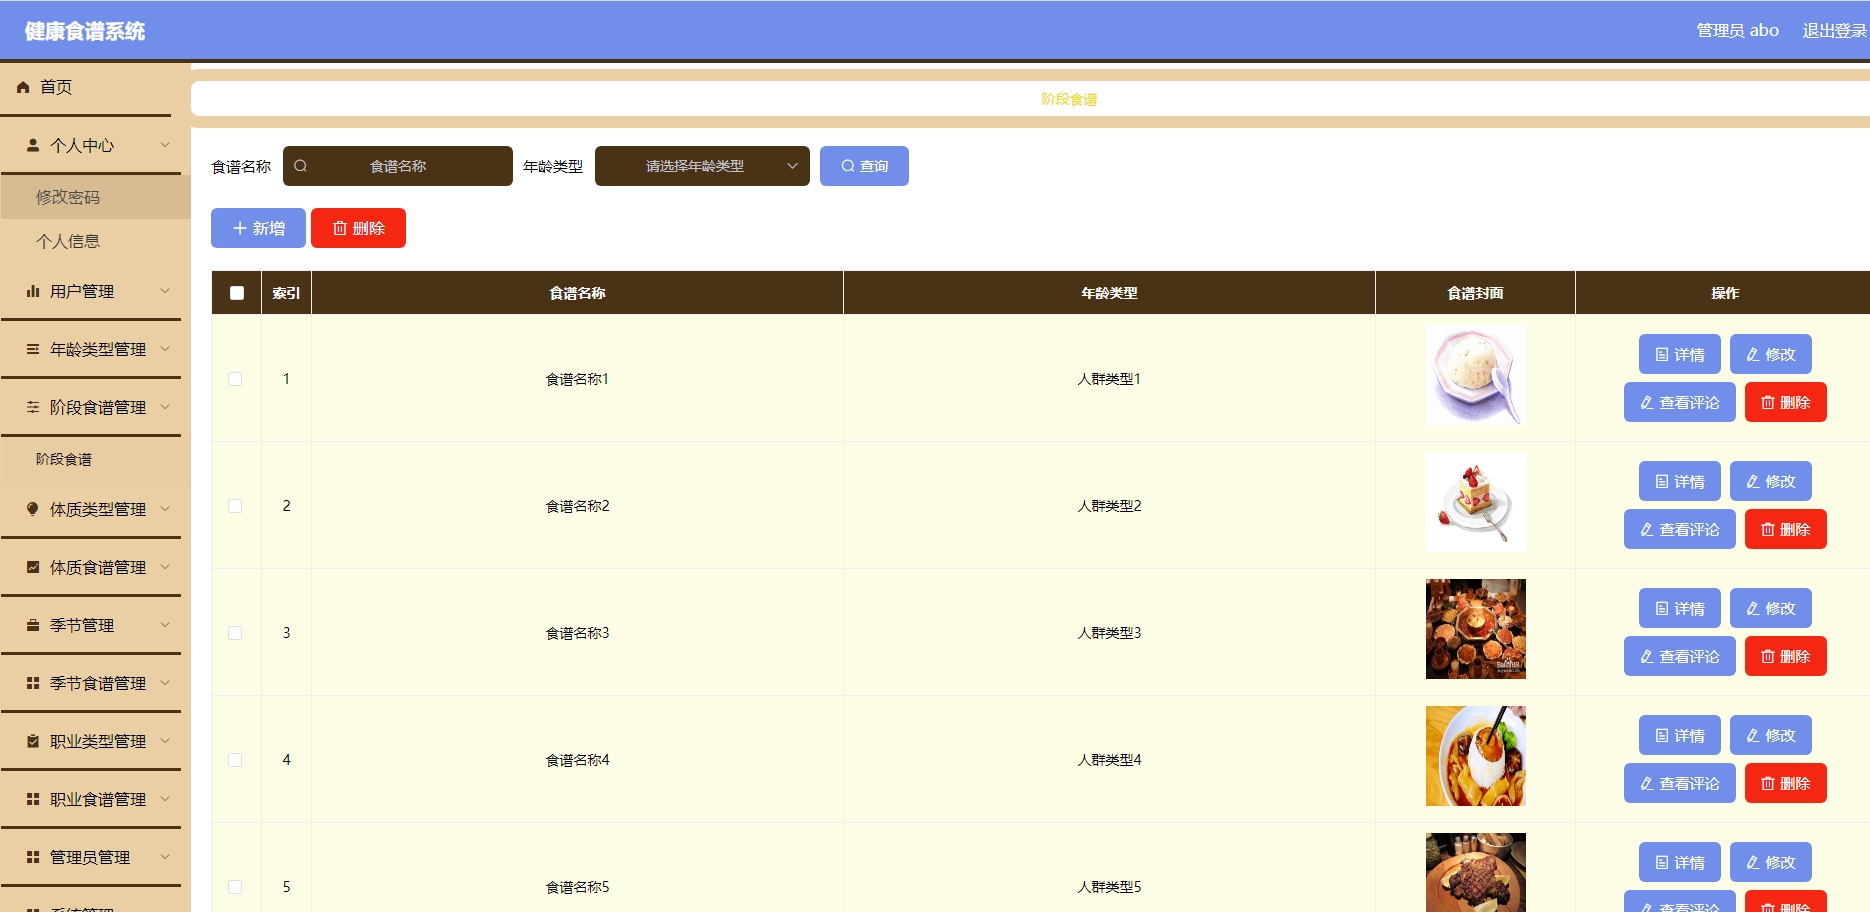 健康食谱系统
管理员 abo 退出登录
首页
个人中心
修改密码
个人信息
用户管理
年龄类型管理
阶段食谱管理
阶段食谱
体质类型管理
体质食谱管理
季节管理
季节食谱管理
职业类型管理
职业食谱管理
管理员管理
系统管理
阶段食谱
食谱名称 食谱名称 年龄类型 请选择年龄类型 查询
新增 删除
索引 食谱名称 年龄类型 食谱封面 操作
1 食谱名称1 人群类型1 详情 修改
查看评论 删除
2 食谱名称2 人群类型2 详情 修改
查看评论 删除
3 食谱名称3 人群类型3 详情 修改
查看评论 删除
4 食谱名称4 人群类型4 详情 修改
查看评论 删除
5 食谱名称5 人群类型5 详情 修改
查看评论 删除